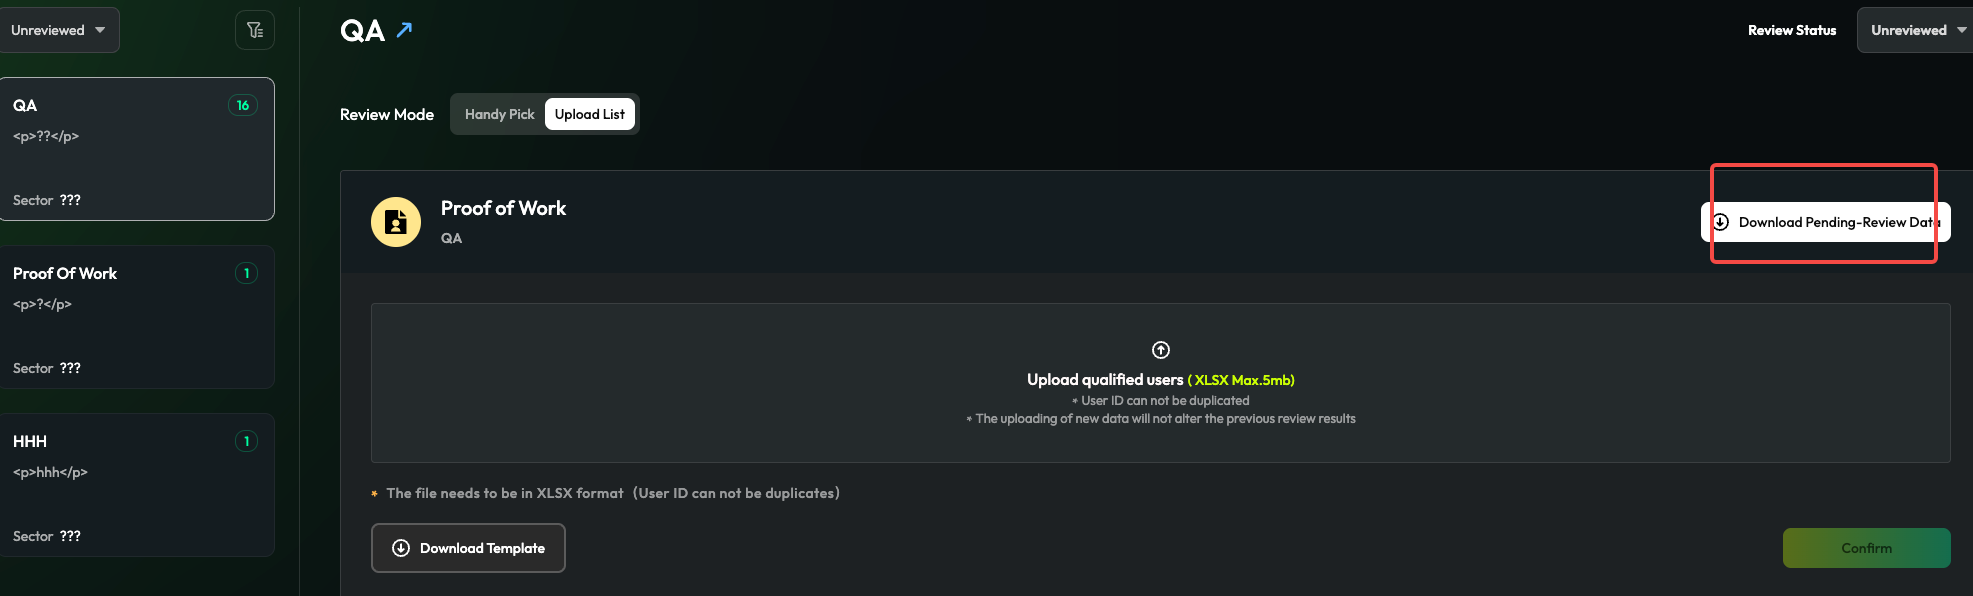 Unreviewed
QA
16
<p>??</p>
Sector ???
Proof Of Work
1
<p>?</p>
Sector ???
HHH
1
<p>hhh</p>
Sector ???
QA
Review Status
Unreviewed
Review Mode
Handy Pick
Upload List
Proof of Work
QA
Download Pending-Review Data
Upload qualified users ( XLSX Max.5mb)
* User ID can not be duplicated
* The uploading of new data will not alter the previous review results
* The file needs to be in XLSX format (User ID can not be duplicates)
Download Template
Confirm